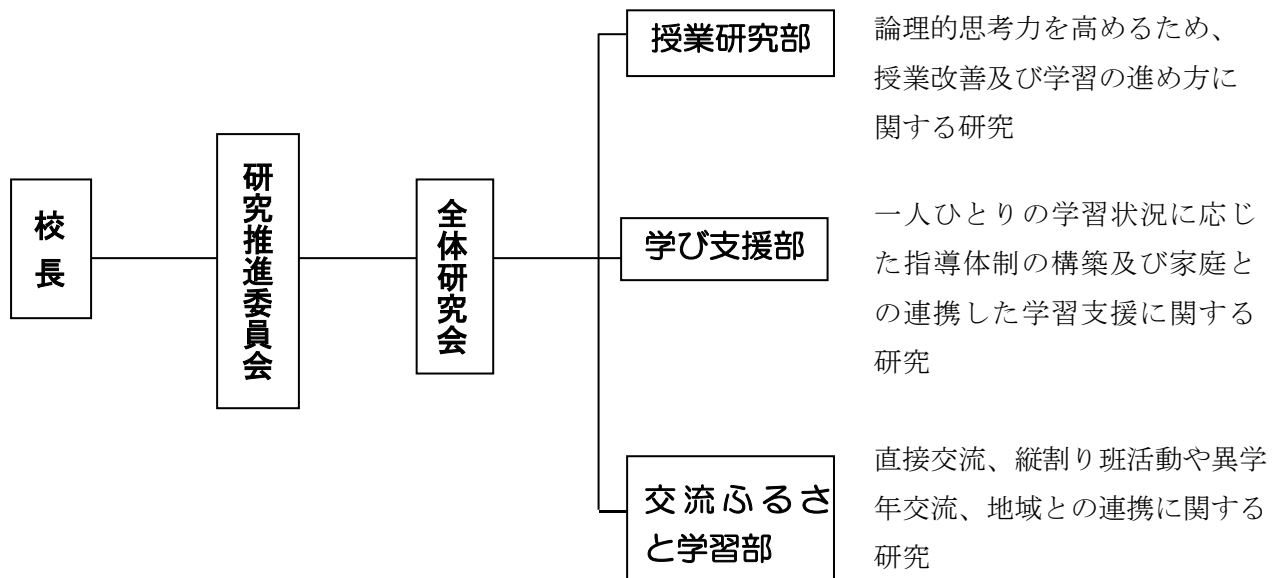 校長
研究推進委員会
全体研究会
授業研究部
論理的思考力を高めるため、
授業改善及び学習の進め方に
関する研究
学び支援部
一人ひとりの学習状況に応じ
た指導体制の構築及び家庭と
の連携した学習支援に関する
研究
交流ふるさ
と学習部
直接交流、縦割り班活動や異学
年交流、地域との連携に関する
研究